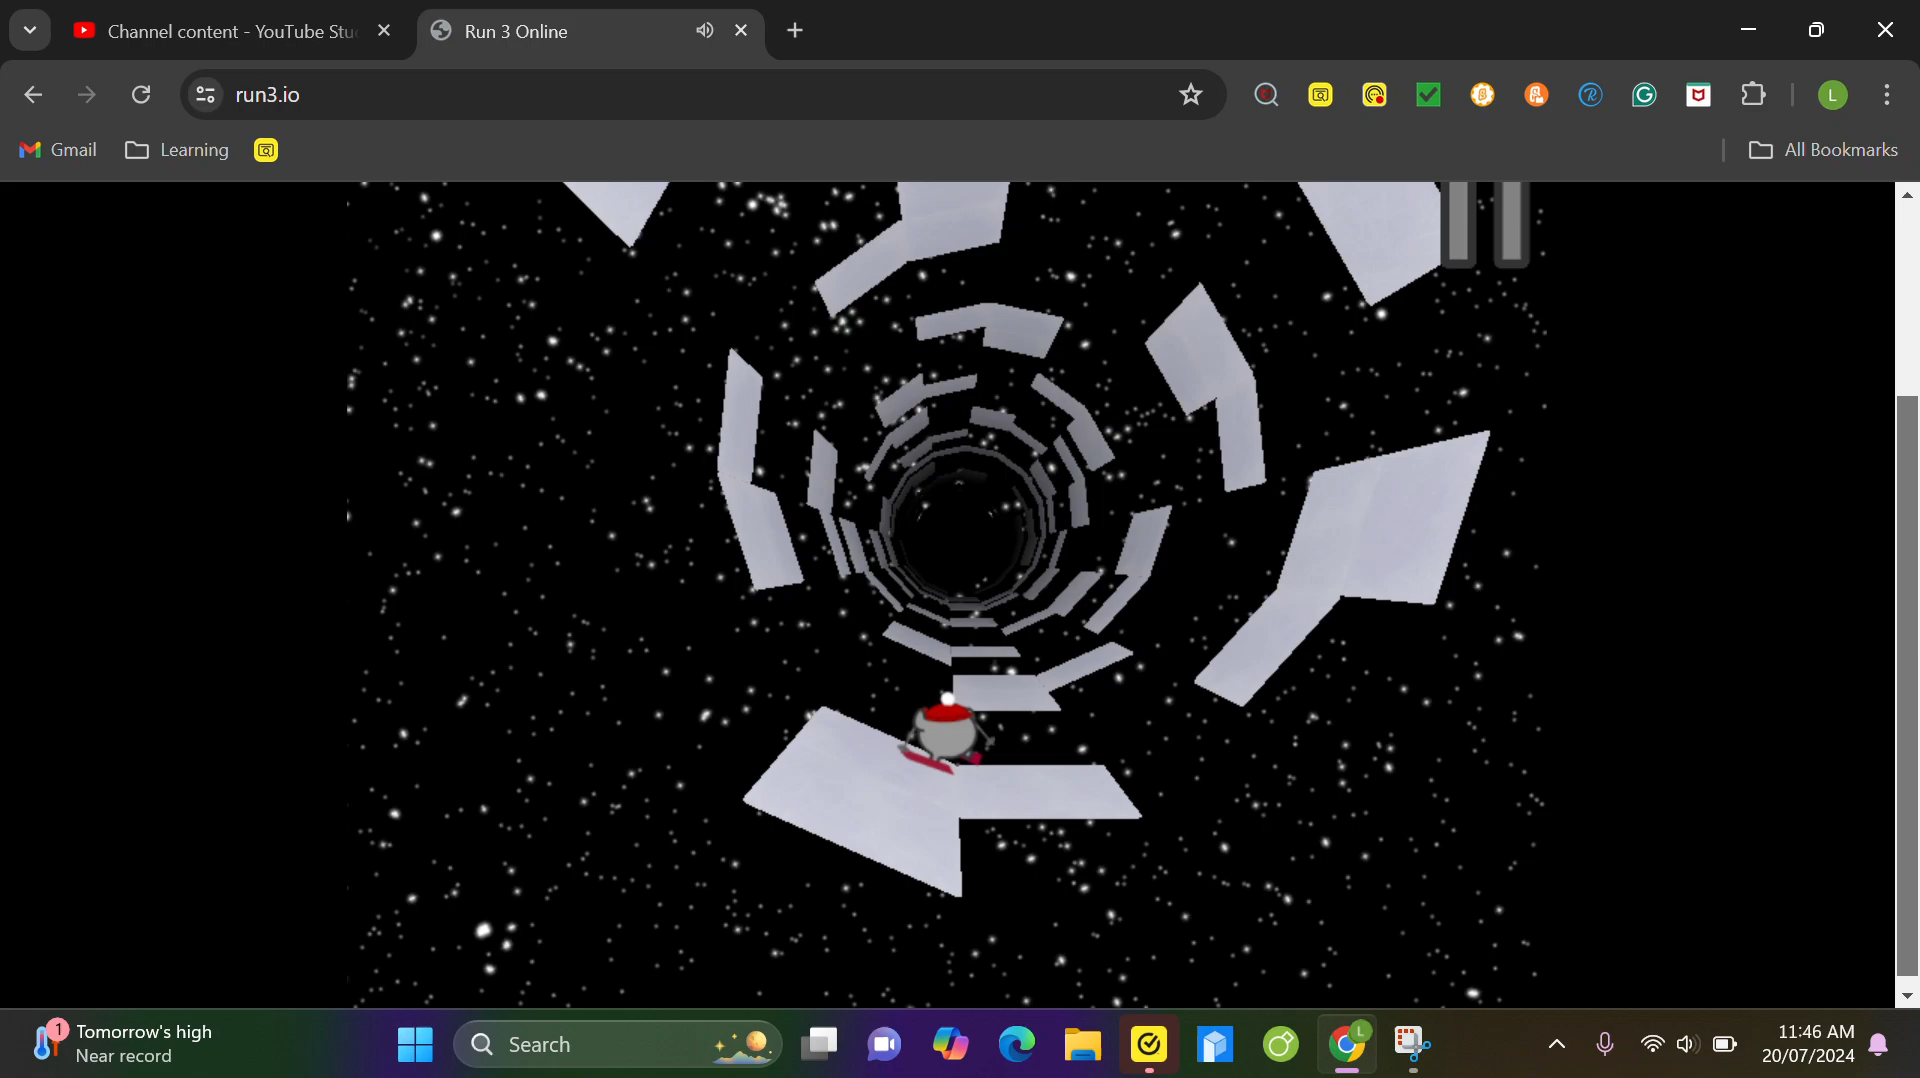 Channel content - YouTube Stu
Run 3 Online
run3.io
L
Gmail
Learning
All Bookmarks
1
Tomorrow's high
Near record
Search
L
11:46 AM
20/07/2024